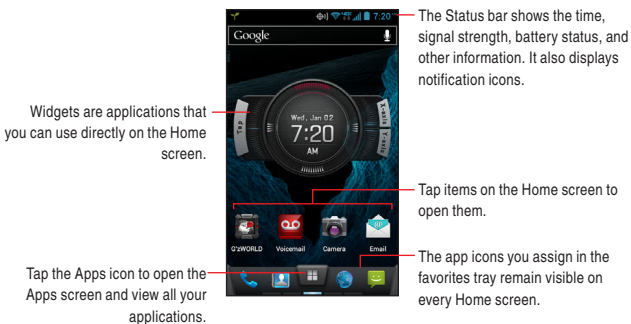 7:20
Google
Tap
X-axis
Y-axis
Wed, Jan 02
7:20
AM
G'zWORLD
Voicemail
Camera
Email
Widgets are applications that
you can use directly on the Home
screen.
Tap the Apps icon to open the
Apps screen and view all your
applications.
The Status bar shows the time,
signal strength, battery status, and
other information. It also displays
notification icons.
Tap items on the Home screen to
open them.
The app icons you assign in the
favorites tray remain visible on
every Home screen.